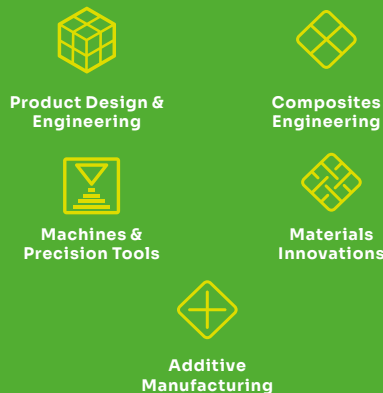 Product Design &
Engineering
Composites
Engineering
Machines &
Precision Tools
Materials
Innovations
Additive
Manufacturing